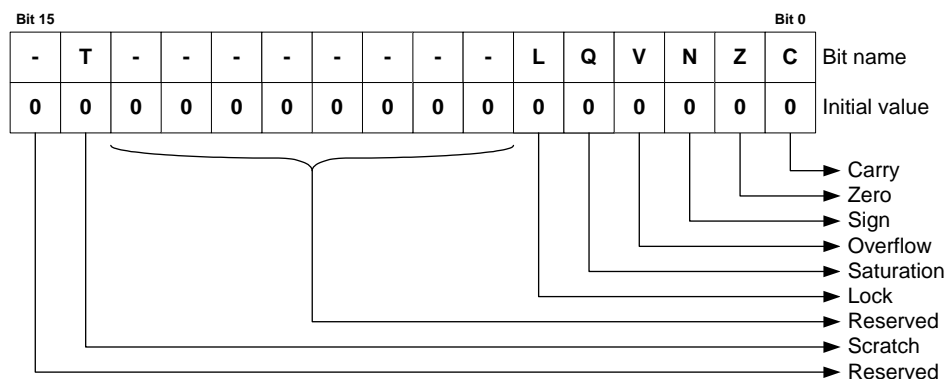 Bit 15 Bit 0
- T - - - - - - - - L Q V N Z C Bit name
0 0 0 0 0 0 0 0 0 0 0 0 0 0 0 0 Initial value
Carry
Zero
Sign
Overflow
Saturation
Lock
Reserved
Scratch
Reserved